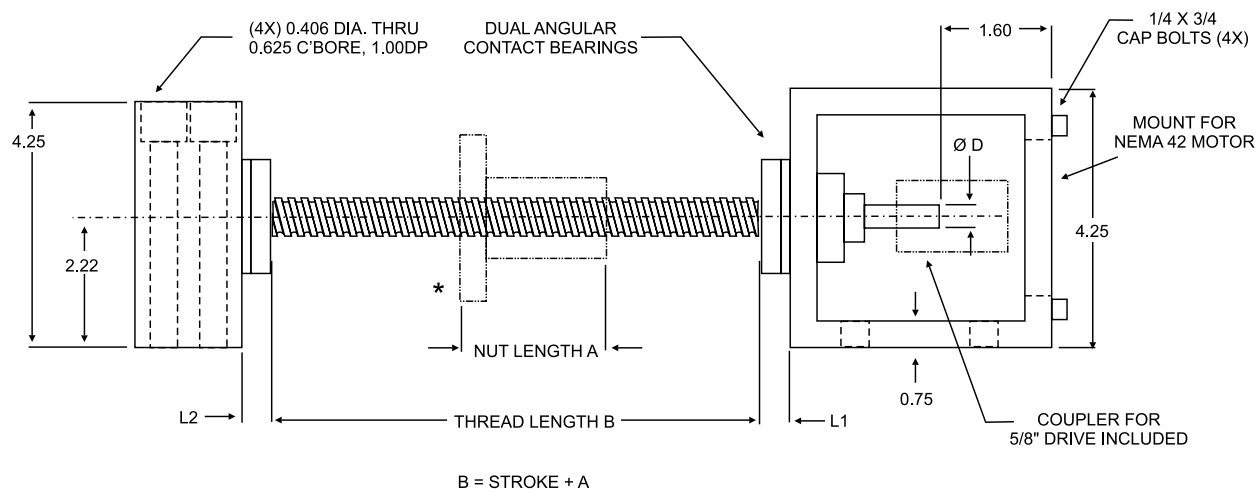 (4X) 0.406 DIA. THRU
0.625 C'BORE, 1.00DP
DUAL ANGULAR
CONTACT BEARINGS
1.60
1/4 X 3/4
CAP BOLTS (4X)
4.25
MOUNT FOR
NEMA 42 MOTOR
Ø D
2.22
4.25
*
NUT LENGTH A
0.75
L2
THREAD LENGTH B
L1
COUPLER FOR
5/8" DRIVE INCLUDED
B = STROKE + A